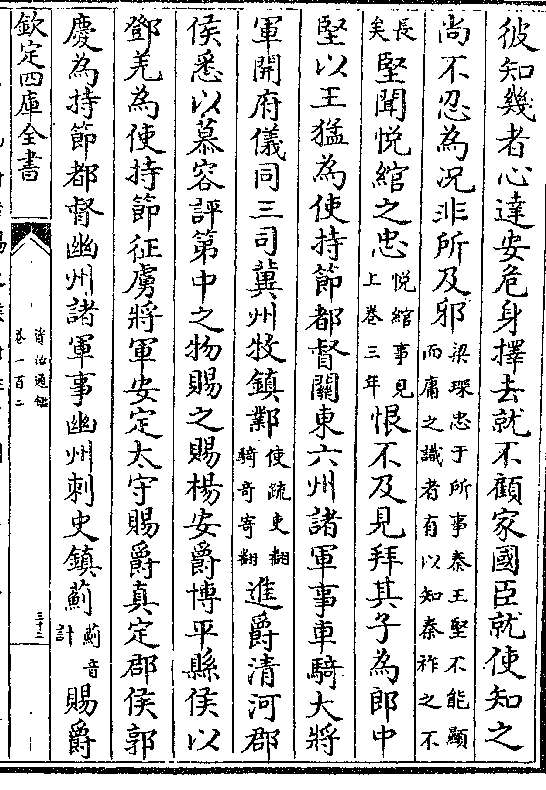 彼知幾者心達安危身擇去就不顧家國臣就使知之
尚不忍為况非所及邪梁琛忠于所事秦王堅不能顯而庸之識者有以知秦祚之不
長矣堅聞悅綰之忠悅綰事見上卷三年恨不及見拜其子為郎中
堅以王猛為使持節都督關東六州諸軍事車騎大將
軍開府儀同三司冀州牧鎮鄴使疏吏翻騎奇寄翻進爵清河郡
侯悉以慕容評第中之物賜之賜楊安爵博平縣侯以
鄧羌為使持節征虜將軍安定太守賜爵真定郡侯郭
慶為持節都督幽州諸軍事幽州刺史鎮薊薊音計賜爵
欽定四庫全書
資治通鑑
卷一百二
三十二